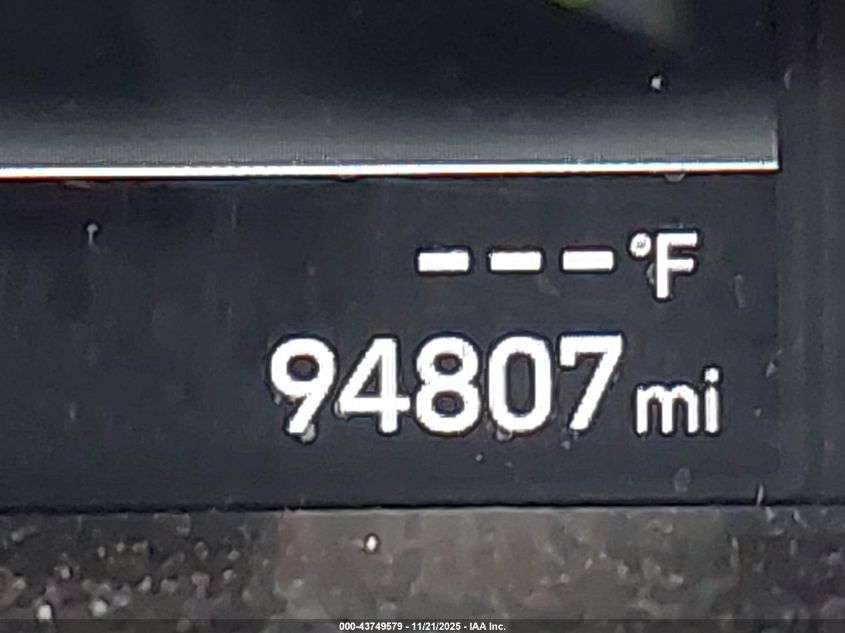 ---°F
94807 mi
000-43749579 - 11/21/2025 - IAA Inc.